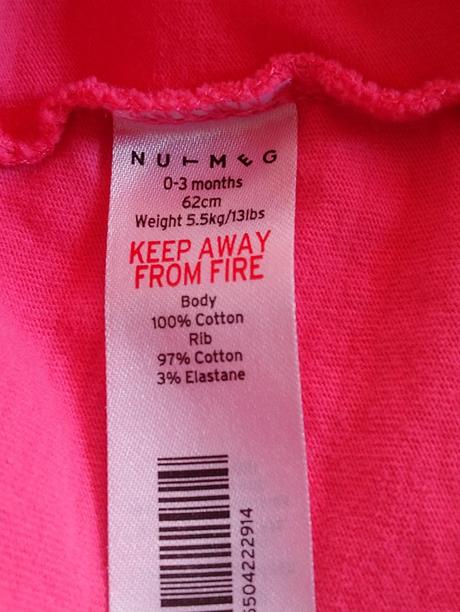 NUTMEG
0-3 months
62cm
Weight 5.5kg/13lbs
KEEP AWAY
FROM FIRE
Body
100% Cotton
Rib
97% Cotton
3% Elastane
504222914